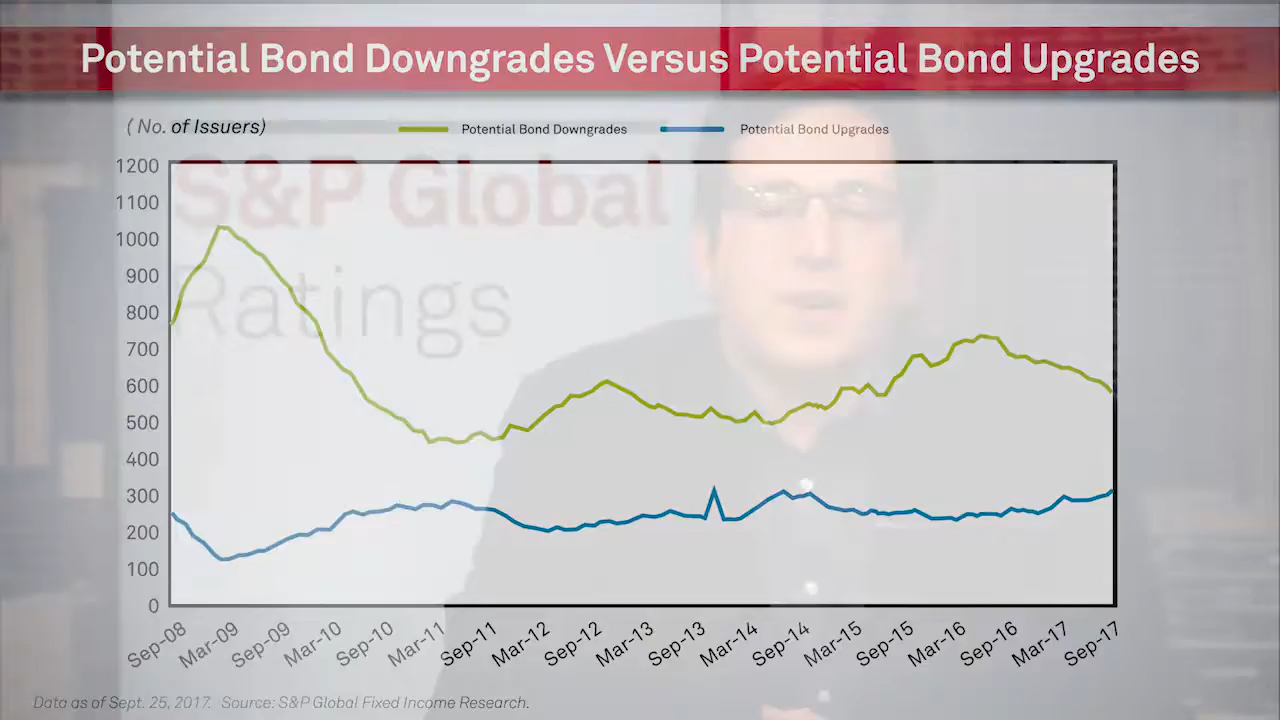 Potential Bond Downgrades Versus Potential Bond Upgrades
( No. of Issuers)
Potential Bond Downgrades
Potential Bond Upgrades
S&P Global
Ratings
1200
1100
1000
900
800
700
600
500
400
300
200
100
0
Sep-08
Mar-09
Sep-09
Mar-10
Sep-10
Mar-11
Sep-11
Mar-12
Sep-12
Mar-13
Sep-13
Mar-14
Sep-14
Mar-15
Sep-15
Mar-16
Sep-16
Mar-17
Sep-17
Data as of Sept. 25, 2017. Source: S&P Global Fixed Income Research.